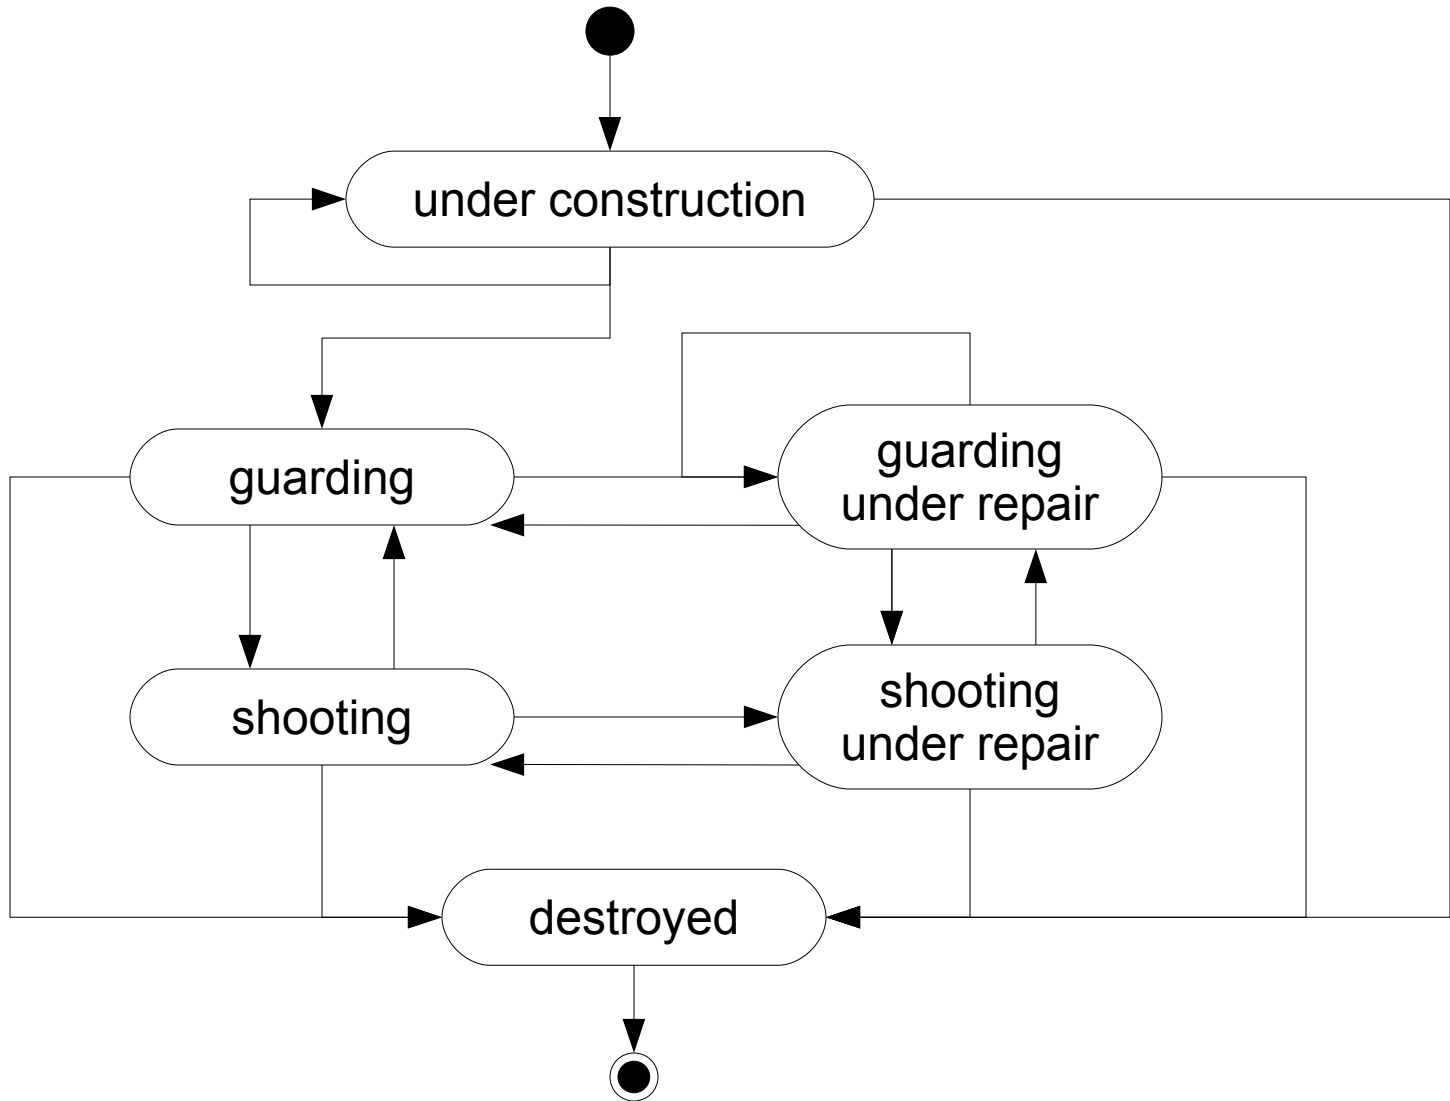 under construction
guarding
guarding
under repair
shooting
shooting
under repair
destroyed